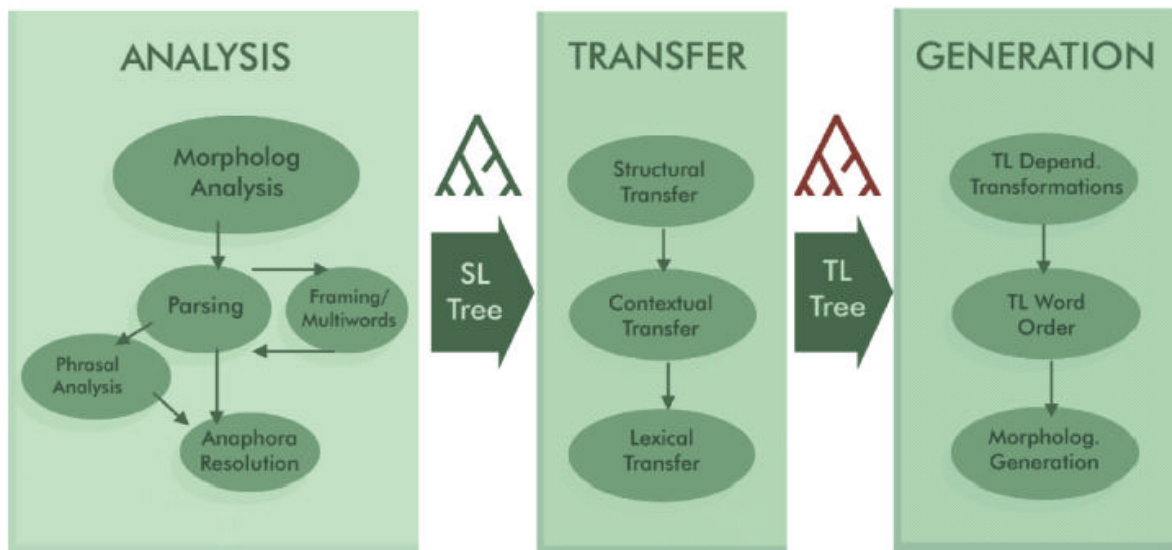 ANALYSIS
Morpholog
Analysis
Parsing
Framing/
Multiwords
Phrasal
Analysis
Anaphora
Resolution
SL
Tree
TRANSFER
Structural
Transfer
Contextual
Transfer
Lexical
Transfer
TL
Tree
GENERATION
TL Depend.
Transformations
TL Word
Order
Morpholog.
Generation